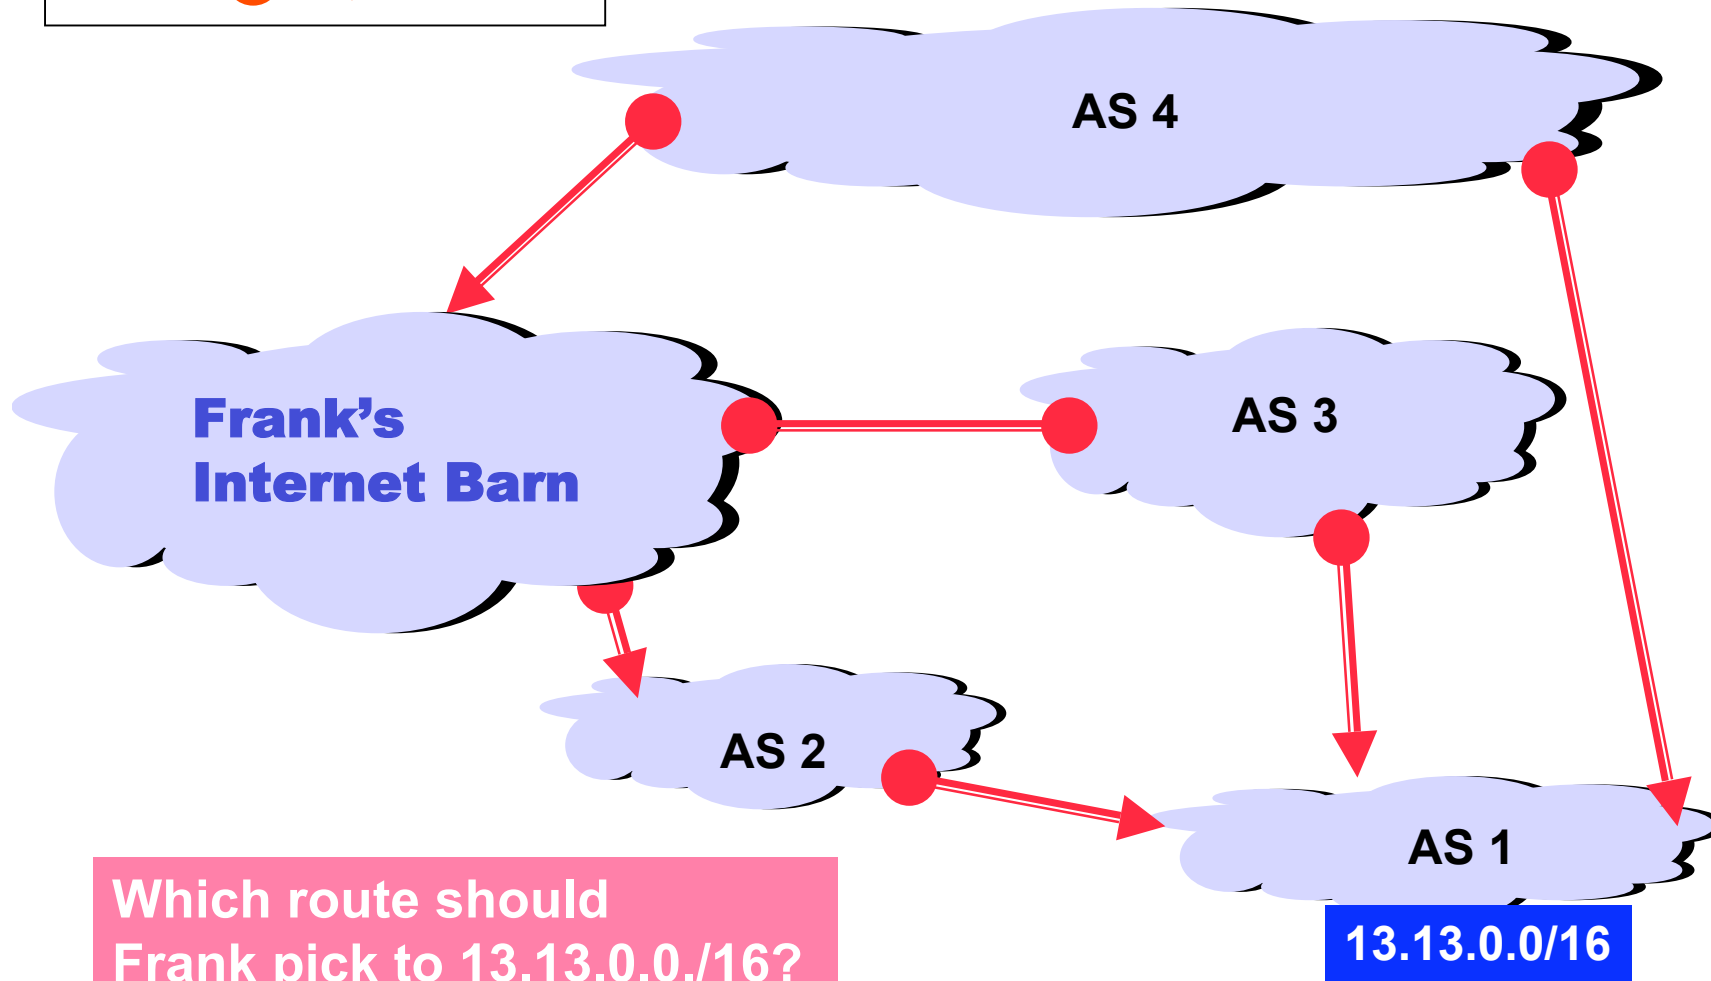 AS 4
Frank’s
Internet Barn
AS 3
AS 2
AS 1
Which route should
Frank pick to 13.13.0.0./16?
13.13.0.0/16